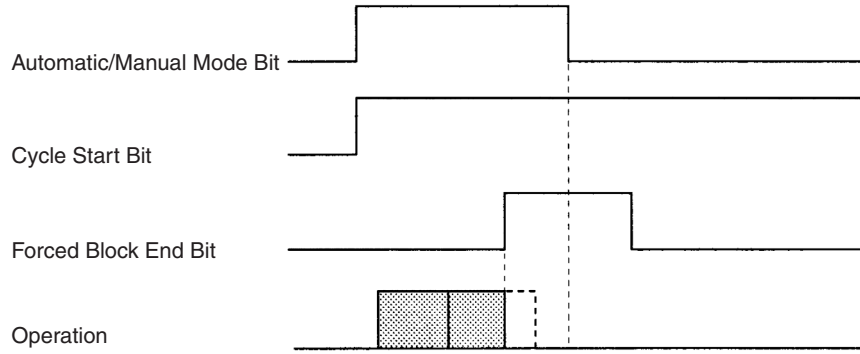 Automatic/Manual Mode Bit
Cycle Start Bit
Forced Block End Bit
Operation